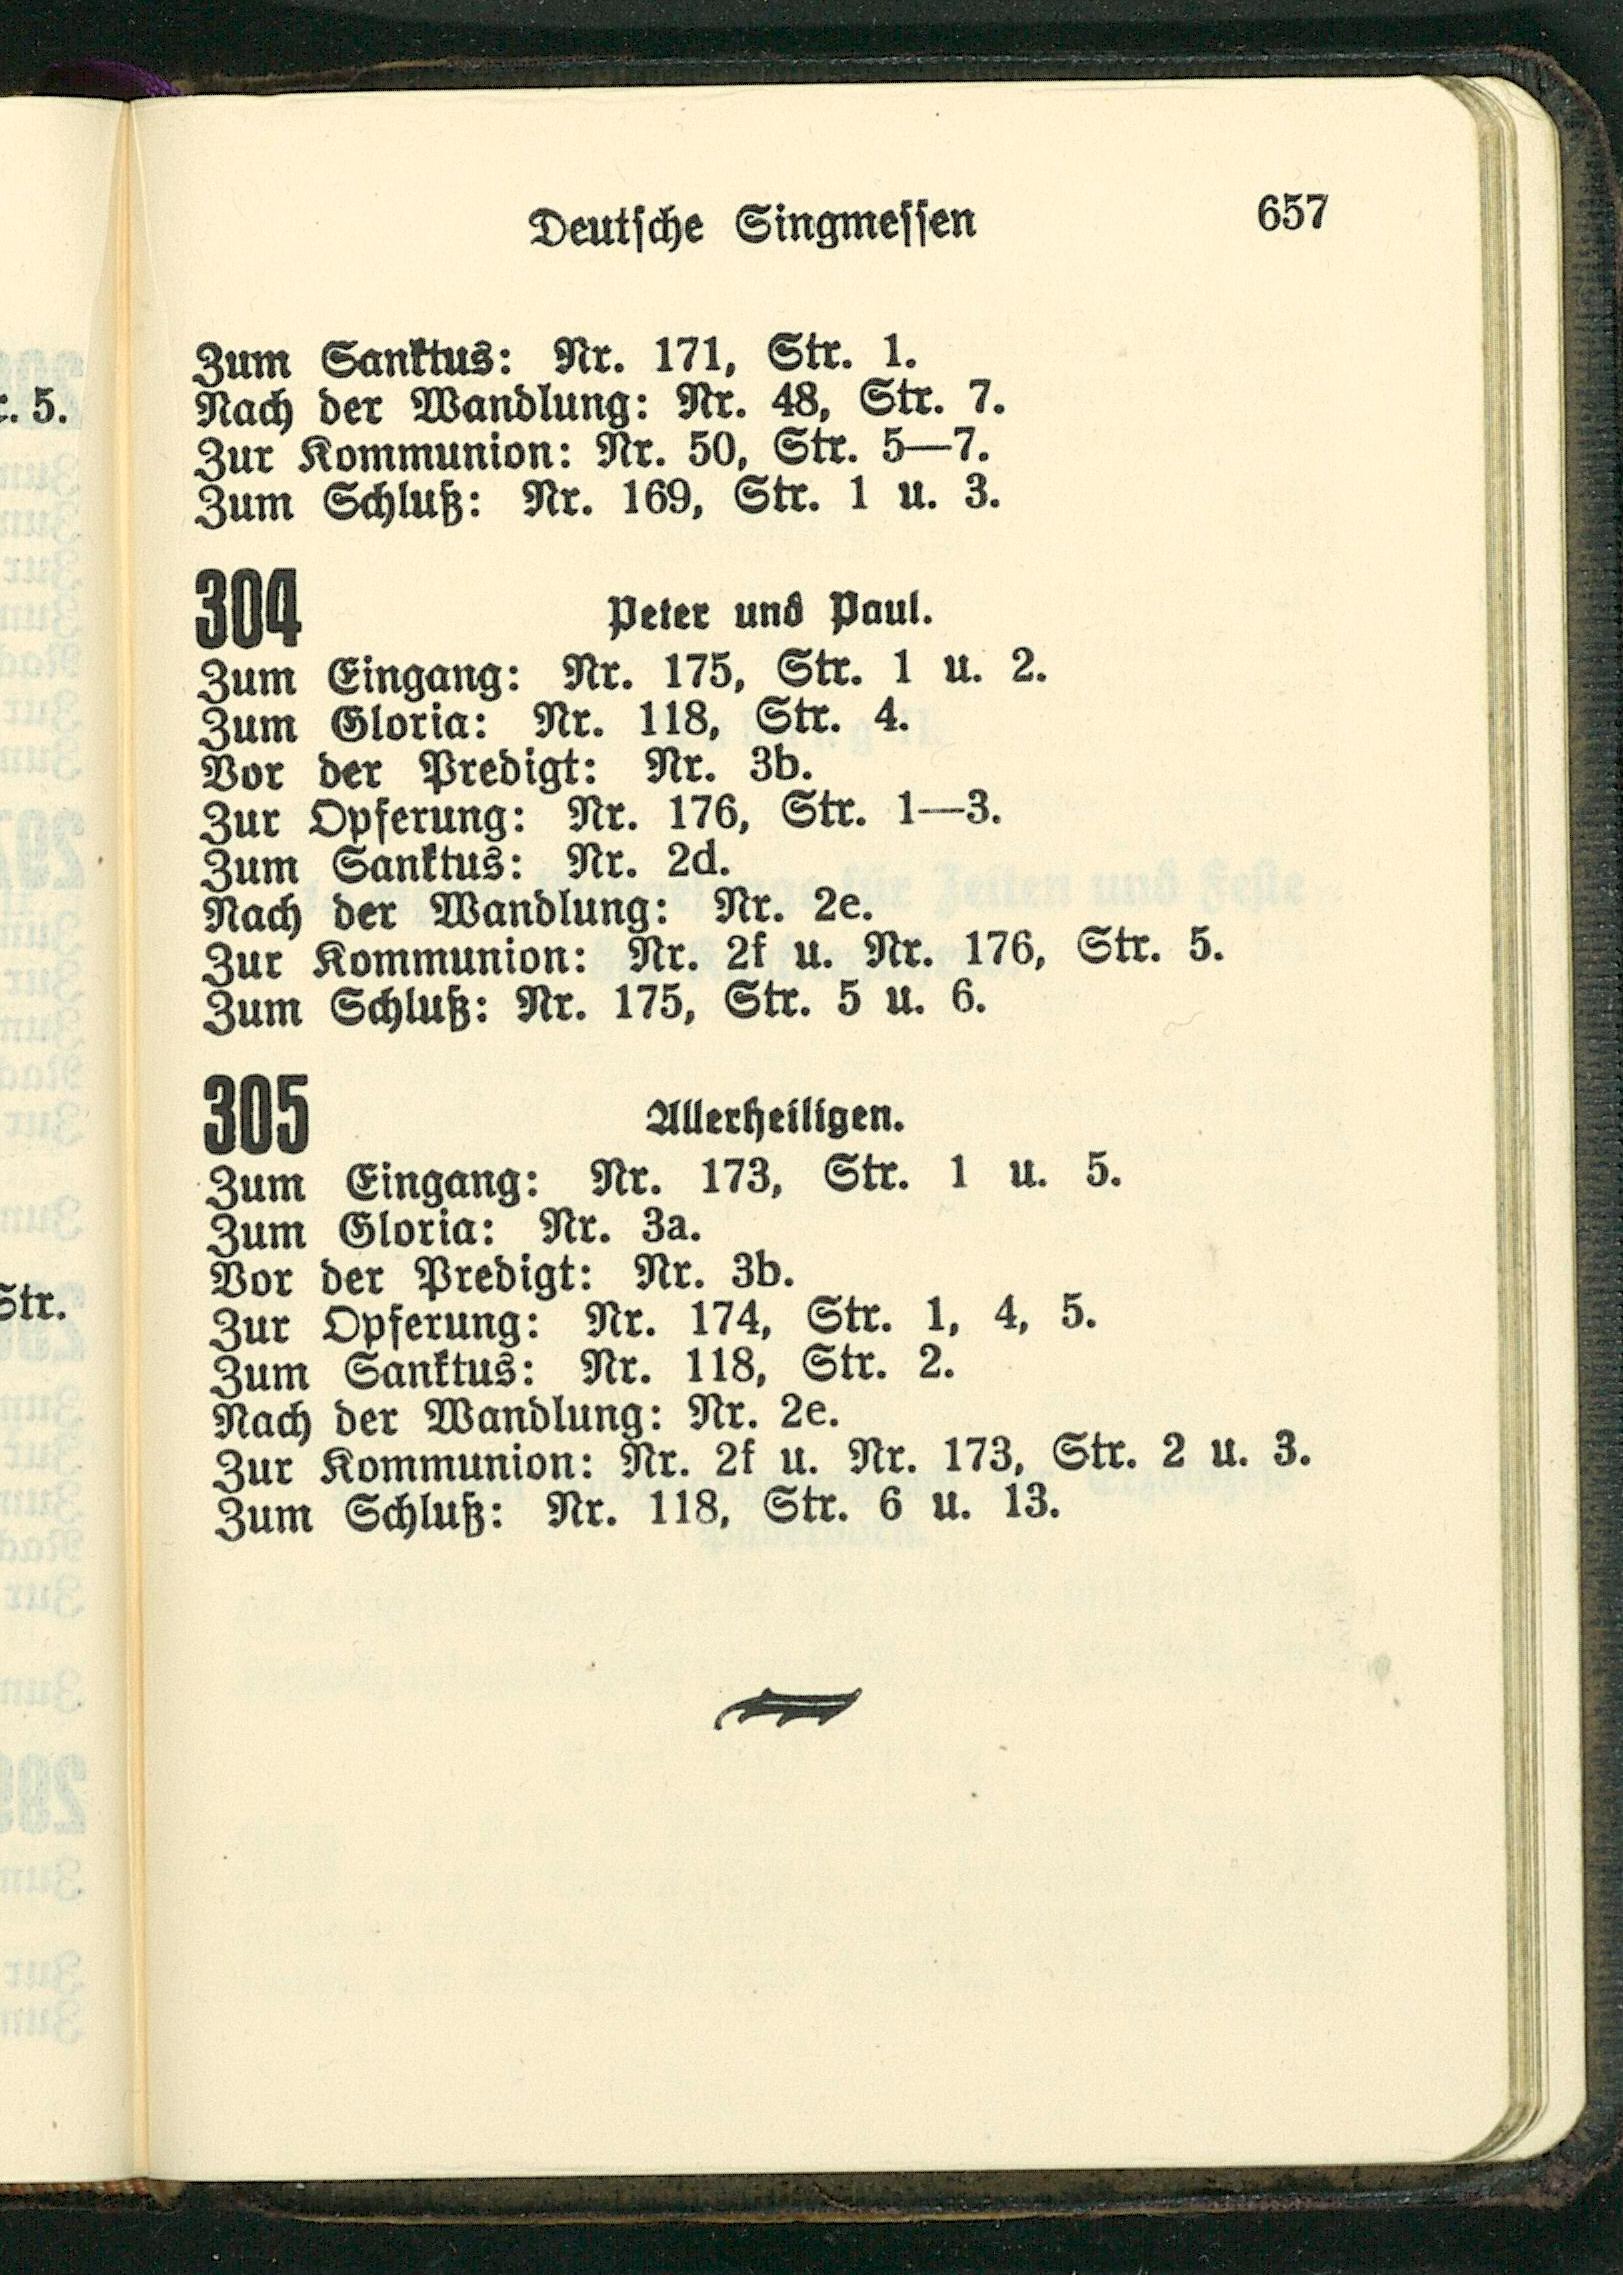 Deutsche Singmessen 657
r. 5.
Str.
Zum Sanktus: Nr. 171, Str. 1.
Nach der Wandlung: Nr. 48, Str. 7.
Zur Kommunion: Nr. 50, Str. 5—7.
Zum Schluß: Nr. 169, Str. 1 u. 3.
304 Peter und Paul.
Zum Eingang: Nr. 175, Str. 1 u. 2.
Zum Gloria: Nr. 118, Str. 4.
Vor der Predigt: Nr. 3b.
Zur Opferung: Nr. 176, Str. 1—3.
Zum Sanktus: Nr. 2d.
Nach der Wandlung: Nr. 2e.
Zur Kommunion: Nr. 2f u. Nr. 176, Str. 5.
Zum Schluß: Nr. 175, Str. 5 u. 6.
305 Allerheiligen.
Zum Eingang: Nr. 173, Str. 1 u. 5.
Zum Gloria: Nr. 3a.
Vor der Predigt: Nr. 3b.
Zur Opferung: Nr. 174, Str. 1, 4, 5.
Zum Sanktus: Nr. 118, Str. 2.
Nach der Wandlung: Nr. 2e.
Zur Kommunion: Nr. 2f u. Nr. 173, Str. 2 u. 3.
Zum Schluß: Nr. 118, Str. 6 u. 13.